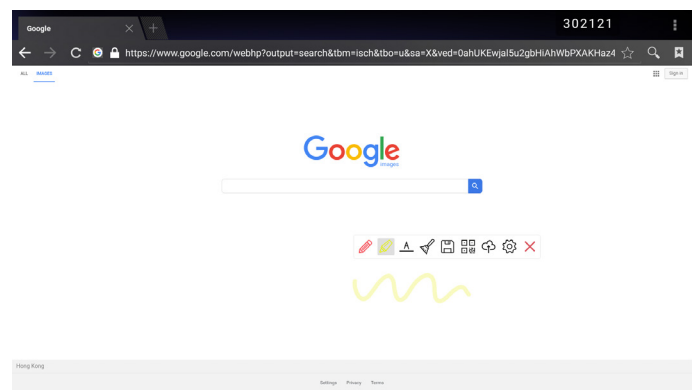 Google
302121
https://www.google.com/webhp?output=search&tbm=isch&tbo=u&sa=X&ved=0ahUKEwjaI5u2gbHiAhWbPXAKHaz4
ALL IMAGES
Sign in
Google
images
A
Hong Kong
Settings Privacy Terms